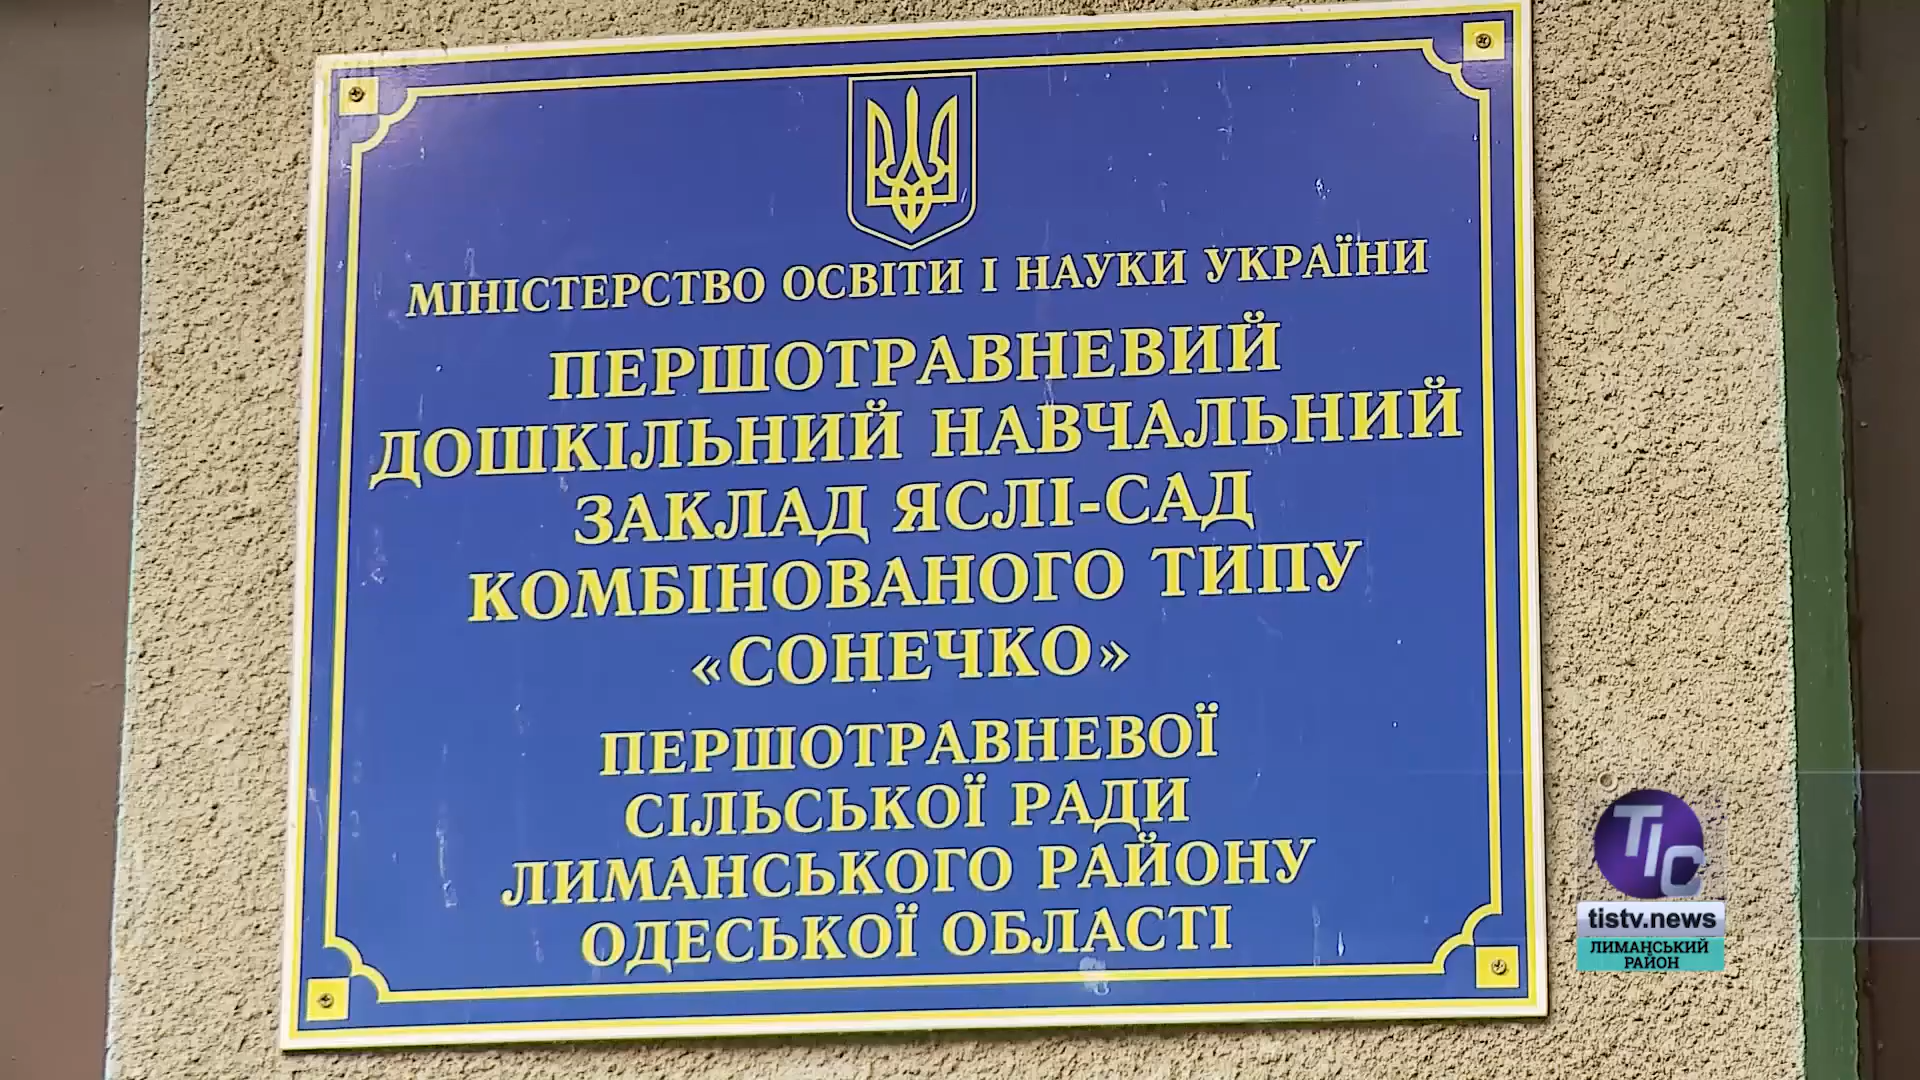 МІНІСТЕРСТВО ОСВІТИ І НАУКИ УКРАЇНИ
ПЕРШОТРАВНЕВИЙ
ДОШКІЛЬНИЙ НАВЧАЛЬНИЙ
ЗАКЛАД ЯСЛІ-САД
КОМБІНОВАНОГО ТИПУ
«СОНЕЧКО»
ПЕРШОТРАВНЕВОЇ
СІЛЬСЬКОЇ РАДИ
ЛИМАНСЬКОГО РАЙОНУ
ОДЕСЬКОЇ ОБЛАСТІ
ТІС
tistv.news
ЛИМАНСЬКИЙ
РАЙОН